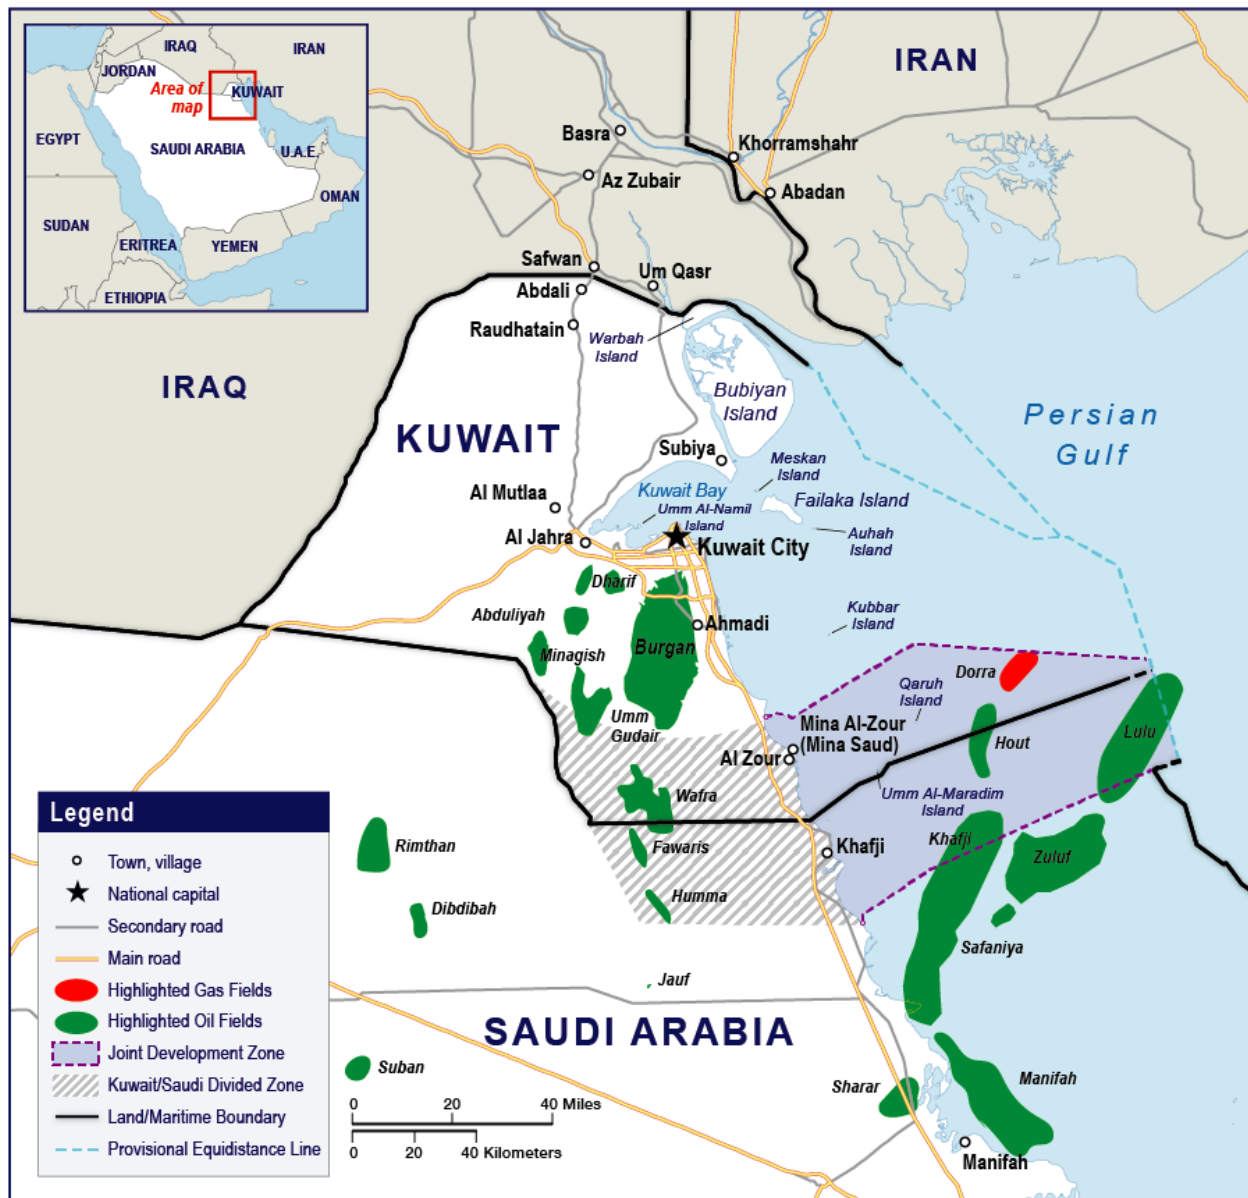 IRAQ
IRAN
JORDAN
Area of
map
KUWAIT
EGYPT
SAUDI ARABIA
U.A.E.
OMAN
SUDAN
ERITREA
YEMEN
ETHIOPIA
IRAN
Basra
Khorramshahr
Az Zubair
Abadan
Safwan
Um Qasr
Abdali
Raudhatain
Warbah
Island
IRAQ
Bubiyan
Island
Persian
Gulf
KUWAIT
Subiya
Meskan
Island
Al Mutlaa
Kuwait Bay
Failaka Island
Umm Al-Namil
Island
Al Jahra
Kuwait City
Auhah
Island
Dharif
Abduliyah
Ahmadi
Kubbar
Island
Minagish
Burgan
Dorra
Qaruh
Island
Umm
Gudair
Mina Al-Zour
(Mina Saud)
Hout
Lulu
Al Zour
Wafra
Umm Al-Maradim
Island
Khafji
Rimthan
Fawaris
Khafji
Zuluf
Humma
Dibdibah
Safaniya
Jauf
SAUDI ARABIA
Suban
Sharar
Manifah
Manifah
Legend
Town, village
National capital
Secondary road
Main road
Highlighted Gas Fields
Highlighted Oil Fields
Joint Development Zone
Kuwait/Saudi Divided Zone
Land/Maritime Boundary
Provisional Equidistance Line
0 20 40 Miles
0 20 40 Kilometers